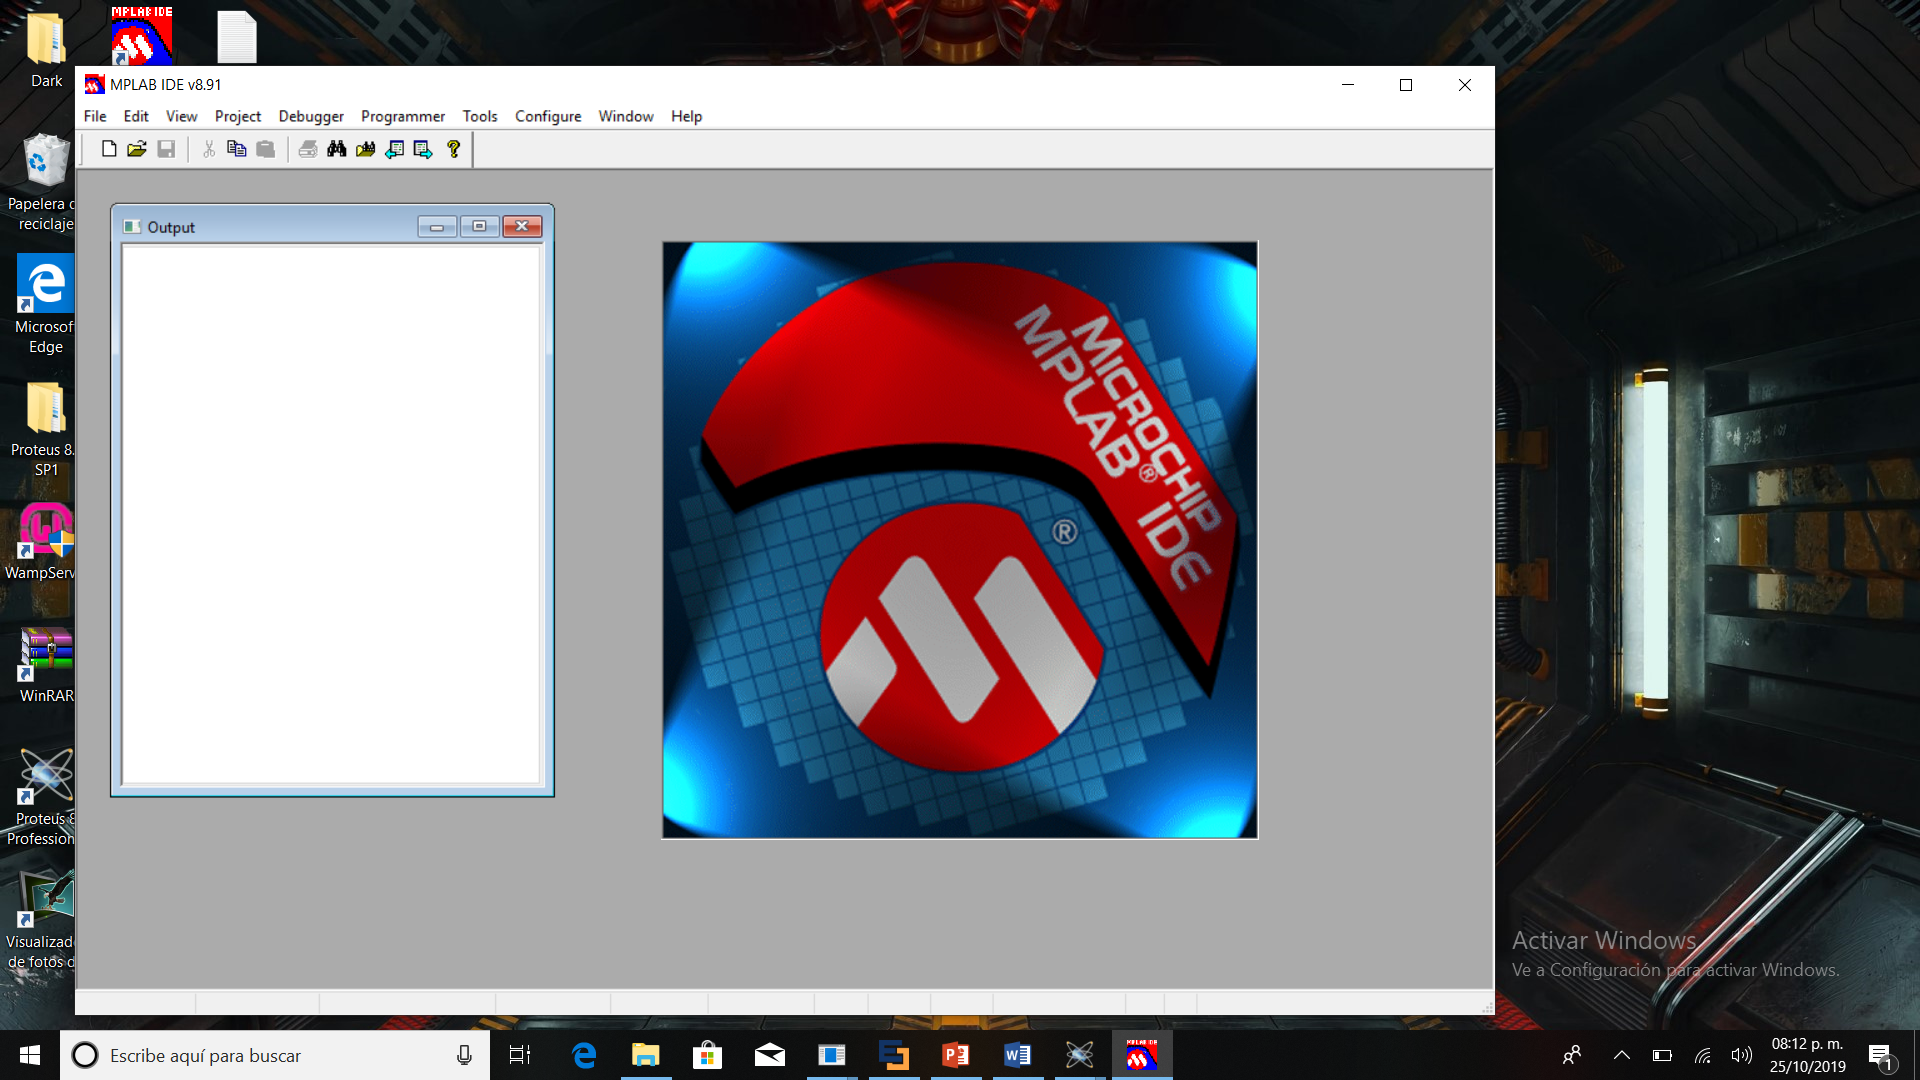 MPLAB IDE
Dark
MPLAB IDE v8.91
File Edit View Project Debugger Programmer Tools Configure Window Help
Papelera d
reciclaje
Output
Microsof
Edge
MICROCHIP
MPLAB® IDE
®
Proteus 8.
SP1
WampServ
WinRAR
Proteus 8
Profession
Visualizad
de fotos d
Activar Windows
Ve a Configuración para activar Windows.
Escribe aquí para buscar
08:12 p. m.
25/10/2019
1